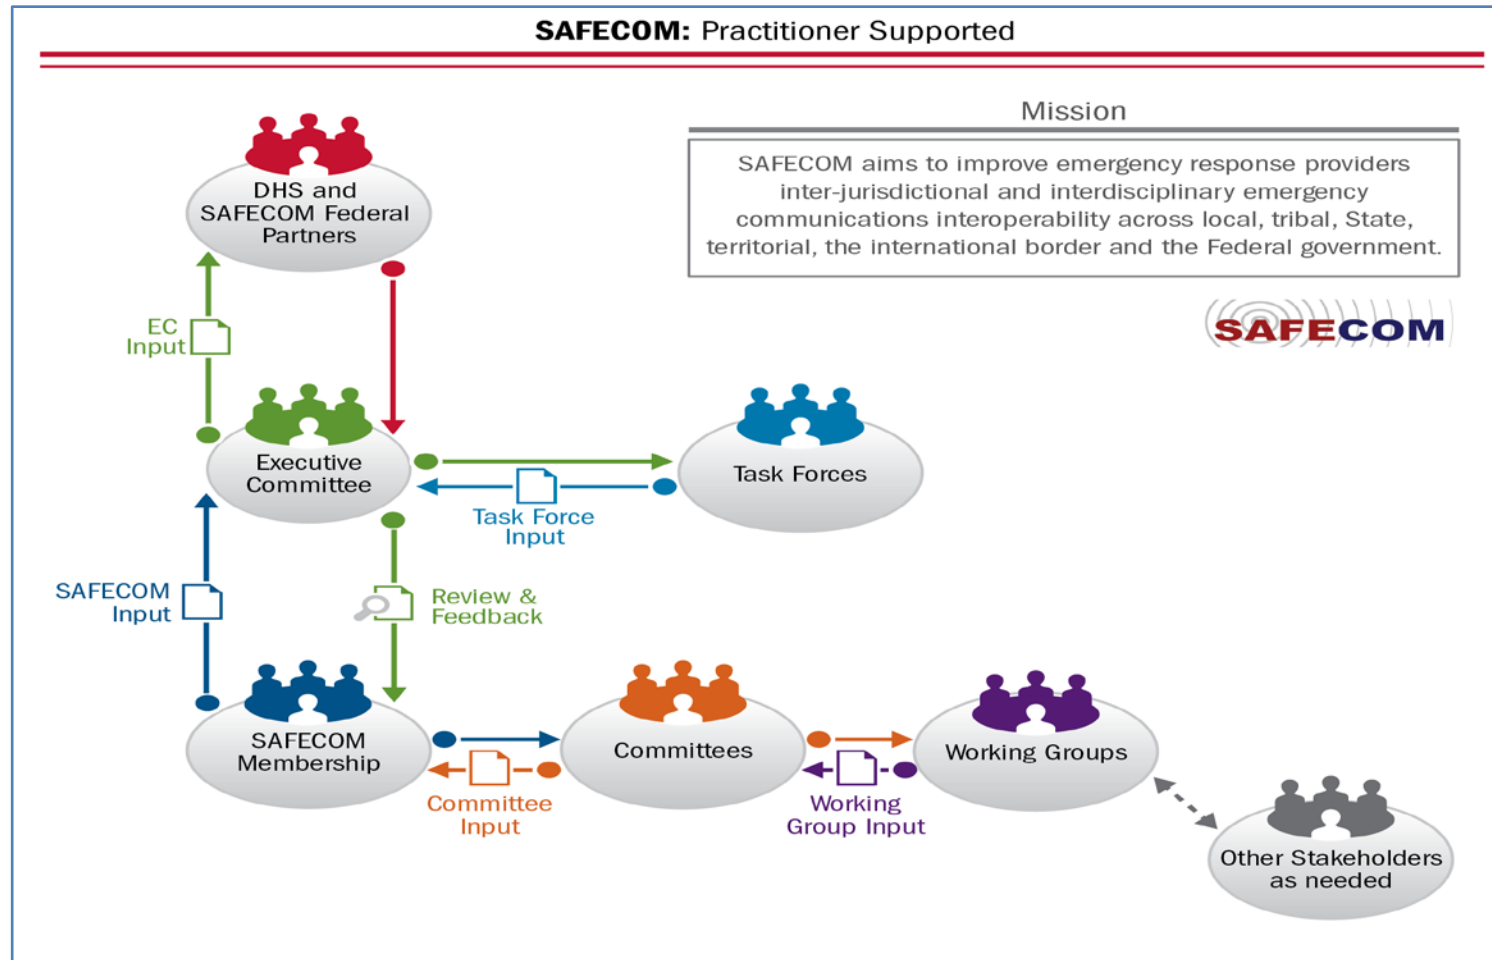 SAFECOM: Practitioner Supported
Mission
SAFECOM aims to improve emergency response providers
inter-jurisdictional and interdisciplinary emergency
communications interoperability across local, tribal, State,
territorial, the international border and the Federal government.
SAFECOM
DHS and
SAFECOM Federal
Partners
EC
Input
Executive
Committee
Task Forces
Task Force
Input
SAFECOM
Input
Review &
Feedback
SAFECOM
Membership
Committees
Working Groups
Committee
Input
Working
Group Input
Other Stakeholders
as needed